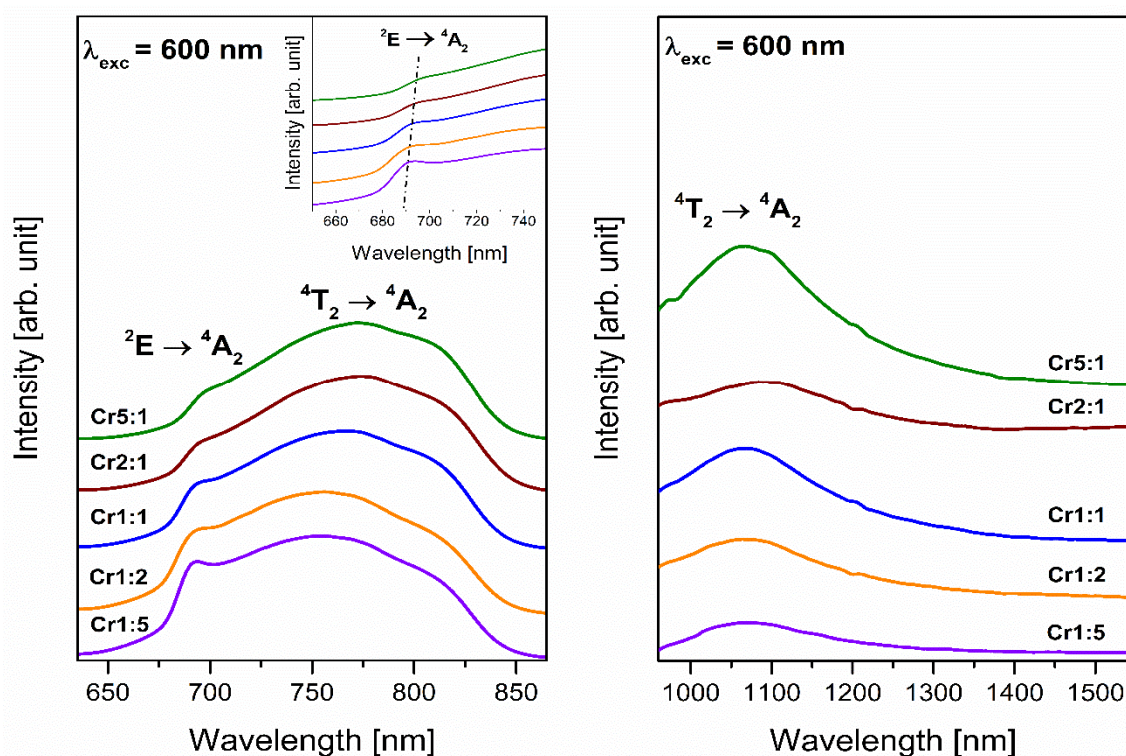 λexc = 600 nm
²E → ⁴A₂
Intensity [arb. unit]
660 680 700 720 740
Wavelength [nm]
⁴T₂ → ⁴A₂
²E → ⁴A₂
Cr5:1
Cr2:1
Cr1:1
Cr1:2
Cr1:5
Intensity [arb. unit]
650 700 750 800 850
Wavelength [nm]
λexc = 600 nm
⁴T₂ → ⁴A₂
Cr5:1
Cr2:1
Cr1:1
Cr1:2
Cr1:5
Intensity [arb. unit]
1000 1100 1200 1300 1400 1500
Wavelength [nm]